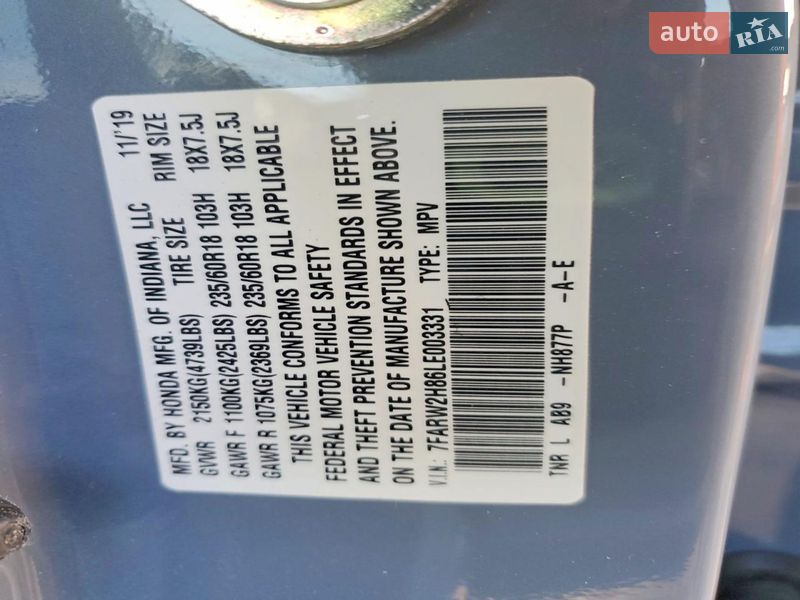 MFD. BY HONDA MFG. OF INDIANA, LLC 11/'19
GVWR 2150KG(4739LBS) TIRE SIZE RIM SIZE
GAWR F 1100KG(2425LBS) 235/60R18 103H 18X7.5J
GAWR R 1075KG(2369LBS) 235/60R18 103H 18X7.5J
THIS VEHICLE CONFORMS TO ALL APPLICABLE
FEDERAL MOTOR VEHICLE SAFETY
AND THEFT PREVENTION STANDARDS IN EFFECT
ON THE DATE OF MANUFACTURE SHOWN ABOVE.
V.I.N.: 7FARW2H86LE003331 TYPE: MPV
TNR L AB9 -NH877P -A-E
auto RIA.com